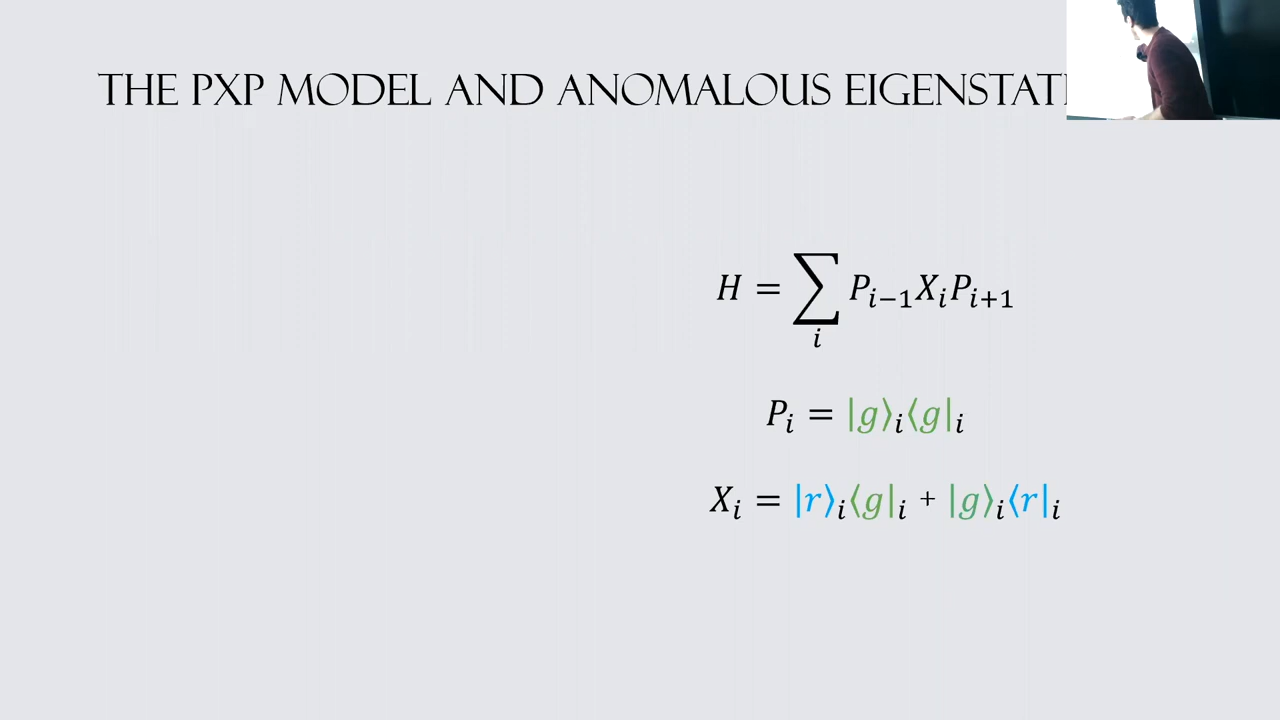 THE PXP MODEL AND ANOMALOUS
H = ∑_i P_{i−1} X_i P_{i+1}
P_i = |g⟩_i⟨g|_i
X_i = |r⟩_i⟨g|_i + |g⟩_i⟨r|_i